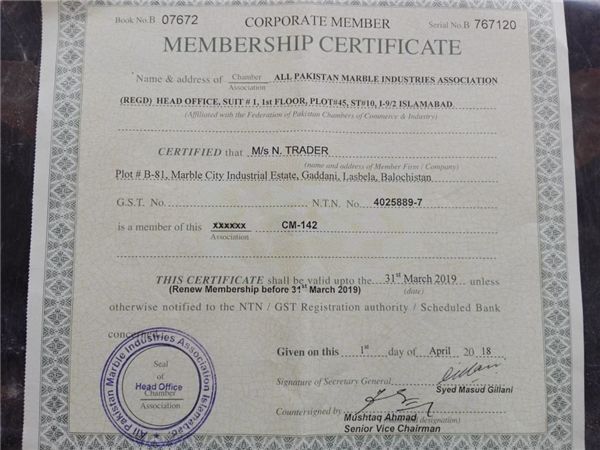 Book No.B 07672
Serial No.B 767120
CORPORATE MEMBER
MEMBERSHIP CERTIFICATE
Name & address of Chamber ALL PAKISTAN MARBLE INDUSTRIES ASSOCIATION
Association
(REGD) HEAD OFFICE, SUIT # 1, 1st FLOOR, PLOT#45, ST#10, I-9/2 ISLAMABAD
(Affiliated with the Federation of Pakistan Chambers of Commerce & Industry)
CERTIFIED that M/s N. TRADER
(name and address of Member Firm / Company)
Plot # B-81, Marble City Industrial Estate, Gaddani, Lasbela, Balochistan
G.S.T. No. N.T.N. No. 4025889-7
is a member of this xxxxxx CM-142
Association
THIS CERTIFICATE shall be valid upto the 31st March 2019 unless
(Renew Membership before 31st March 2019) (date)
otherwise notified to the NTN / GST Registration authority / Scheduled Bank
concerned.
Given on this 1st day of April 2018
Signature of Secretary General
Syed Masud Gillani
Countersigned by
Mushtaq Ahmad designation)
Senior Vice Chairman
All Pakistan Marble Industries Association Islamabad
Seal
of
Head Office
Chamber
Association